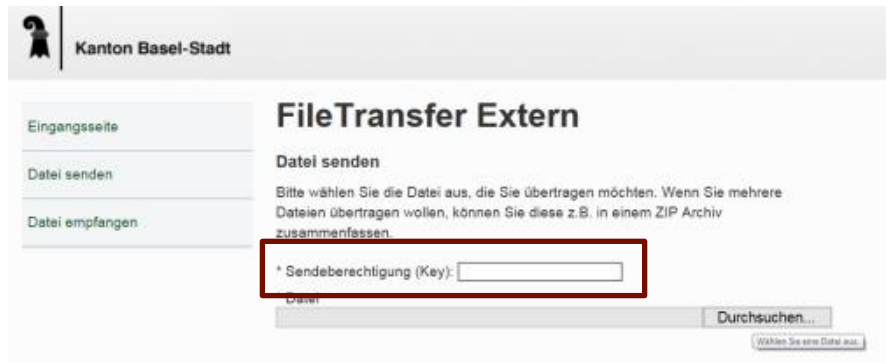 Kanton Basel-Stadt
Eingangsseite
Datei senden
Datei empfangen
FileTransfer Extern
Datei senden
Bitte wählen Sie die Datei aus, die Sie übertragen möchten. Wenn Sie mehrere
Dateien übertragen wollen, können Sie diese z.B. in einem ZIP Archiv
zusammenfassen.
* Sendeberechtigung (Key):
* Datei
Durchsuchen...
Wählen Sie eine Datei aus.